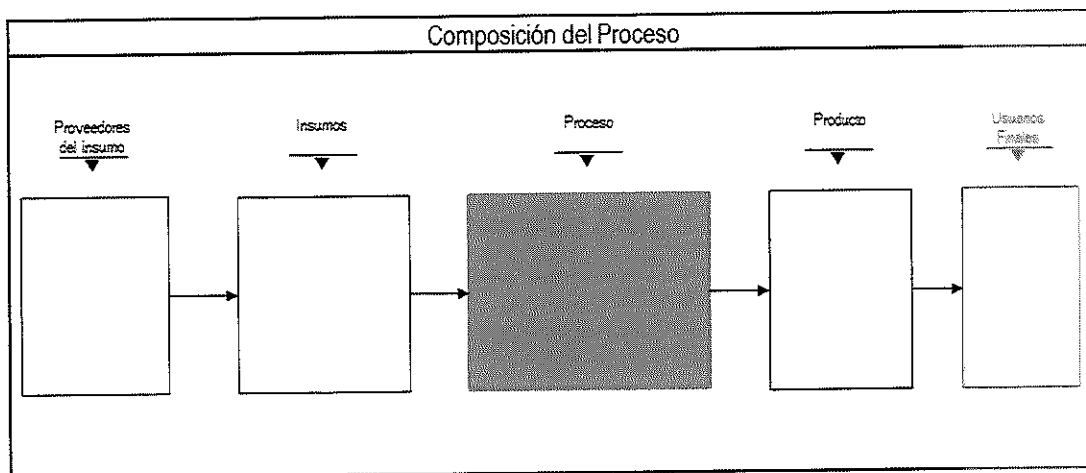 Composición del Proceso
Proveedores
del insumo
Insumos
Proceso
Producto
Usuarios
Finales